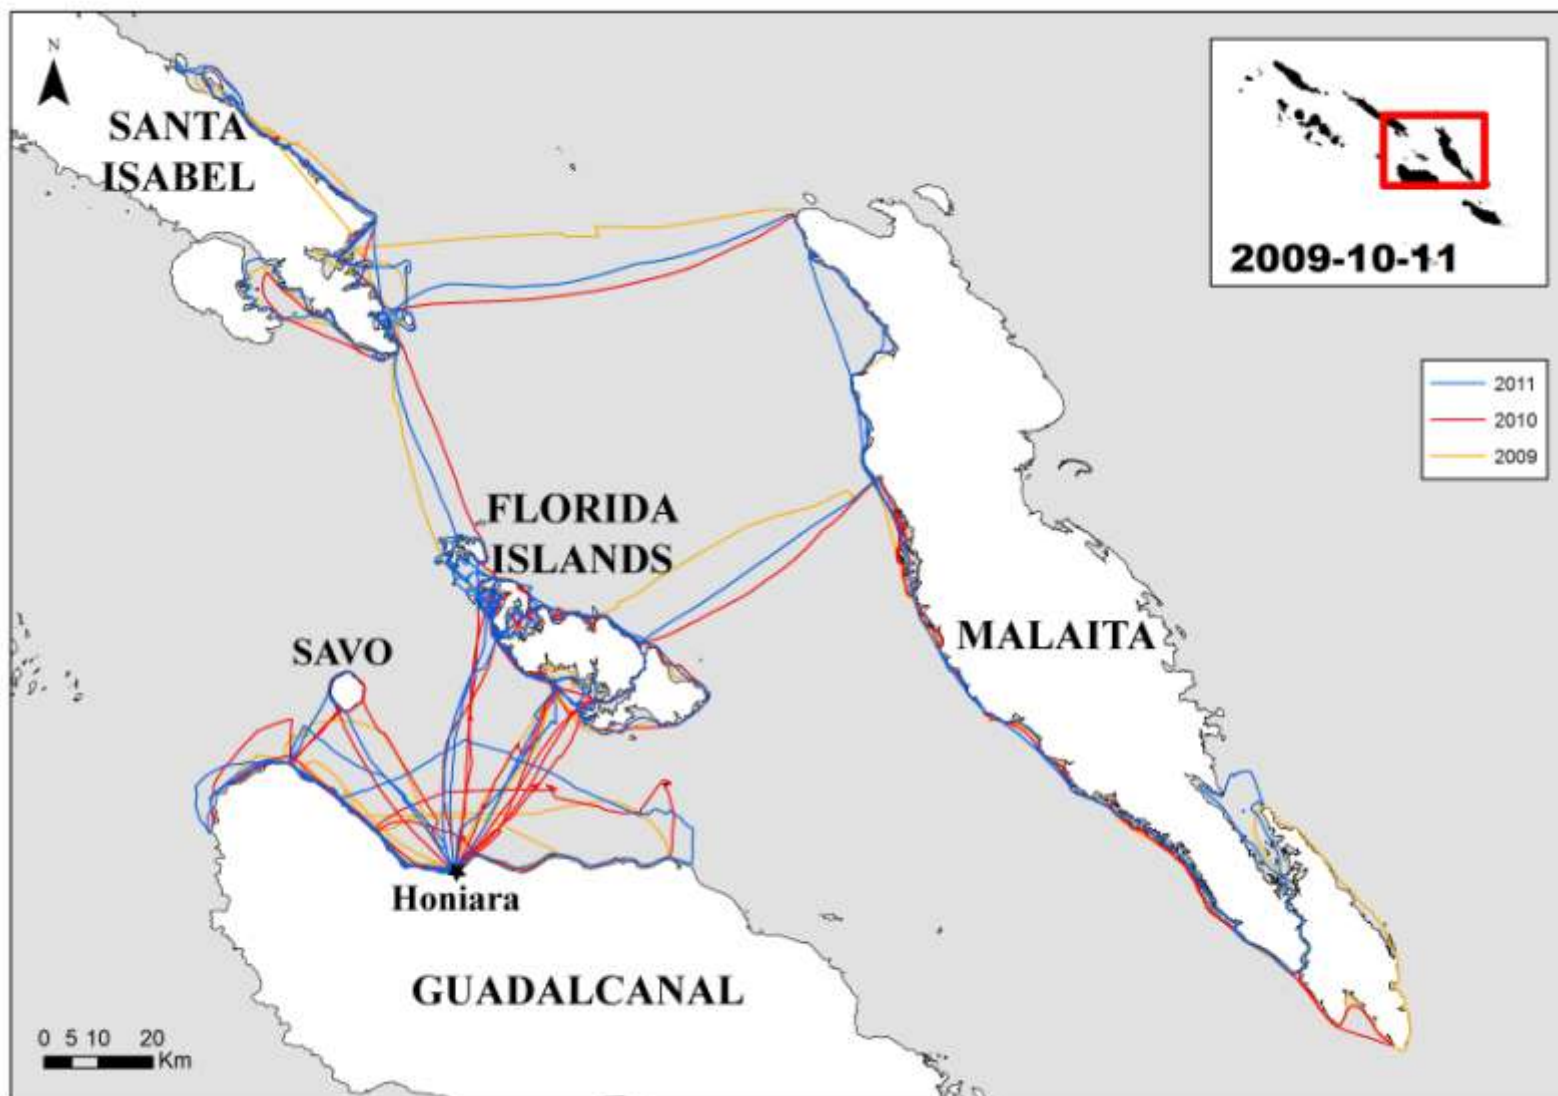 N
SANTA
ISABEL
2009-10-11
2011
2010
2009
FLORIDA
ISLANDS
MALAITA
SAVO
Honiara
GUADALCANAL
0 5 10 20
Km